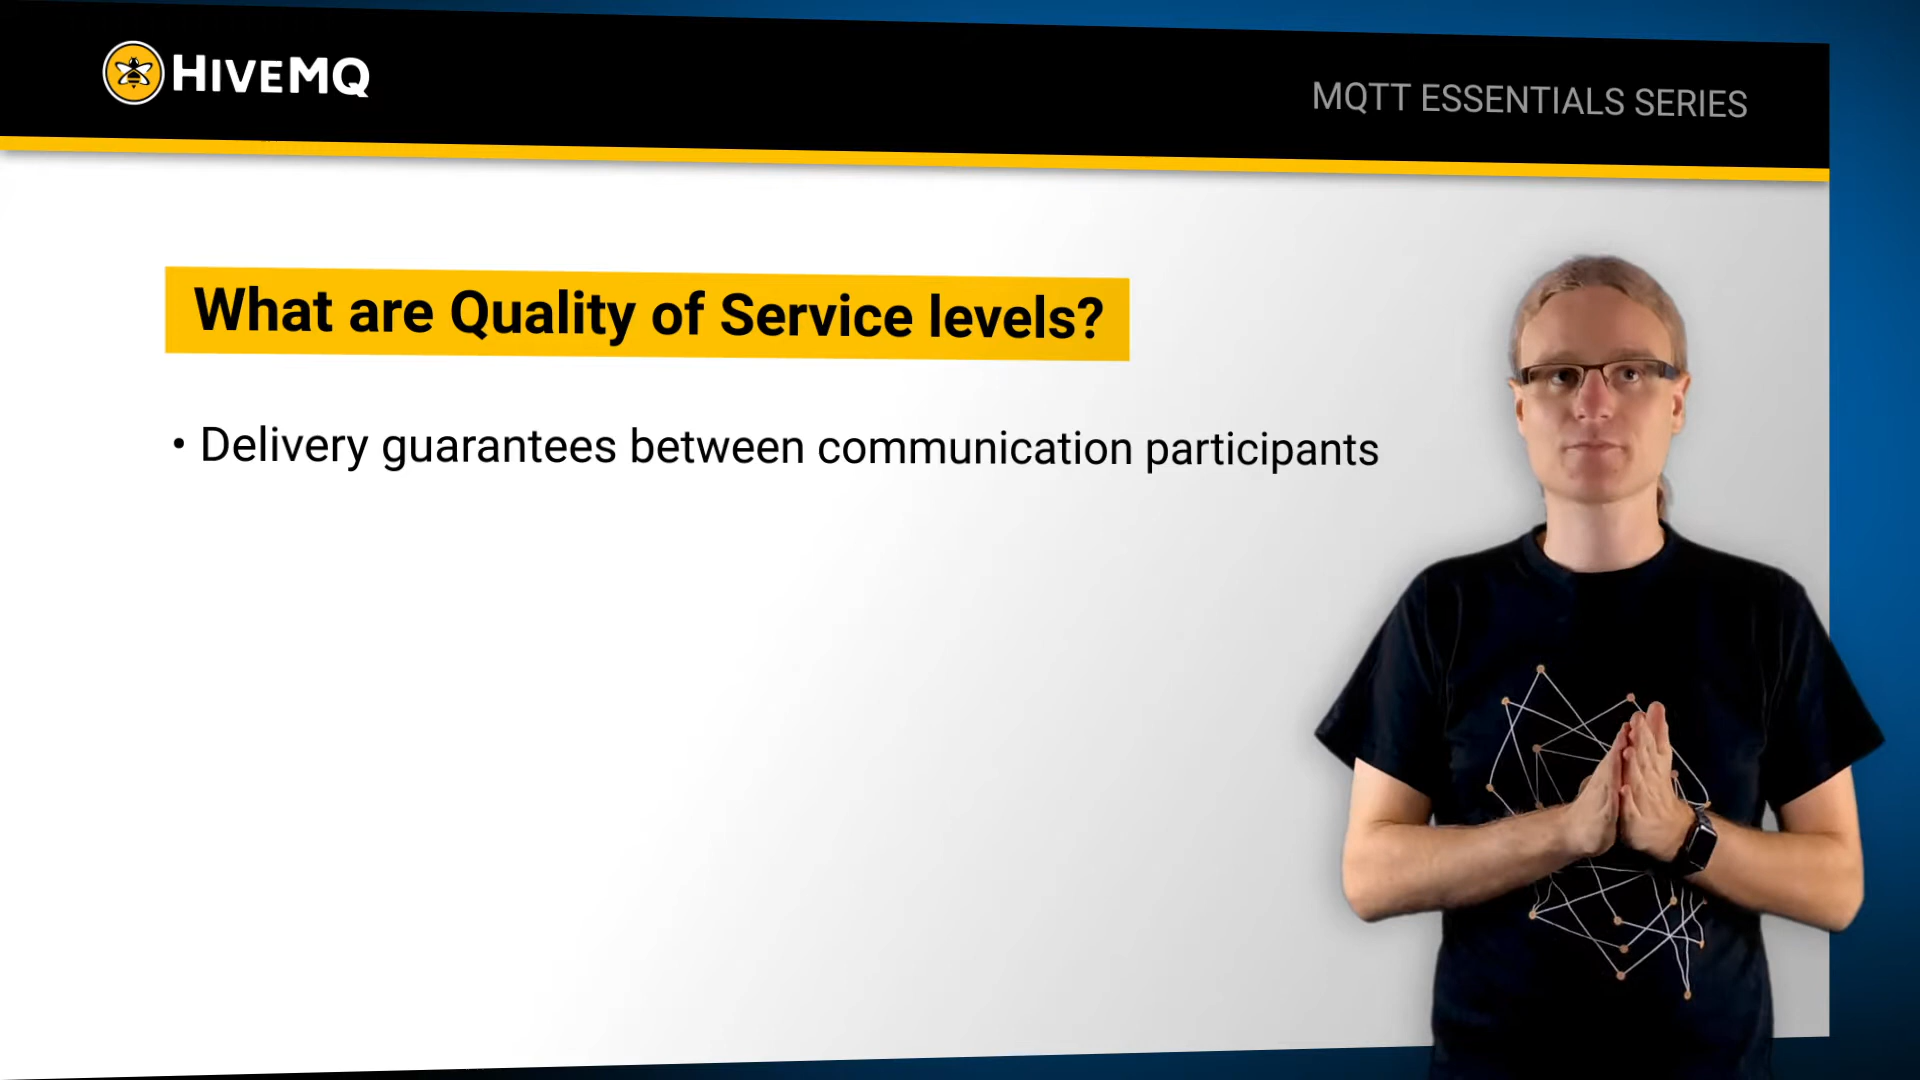 HIVEMQ
MQTT ESSENTIALS SERIES
What are Quality of Service levels?
• Delivery guarantees between communication participants